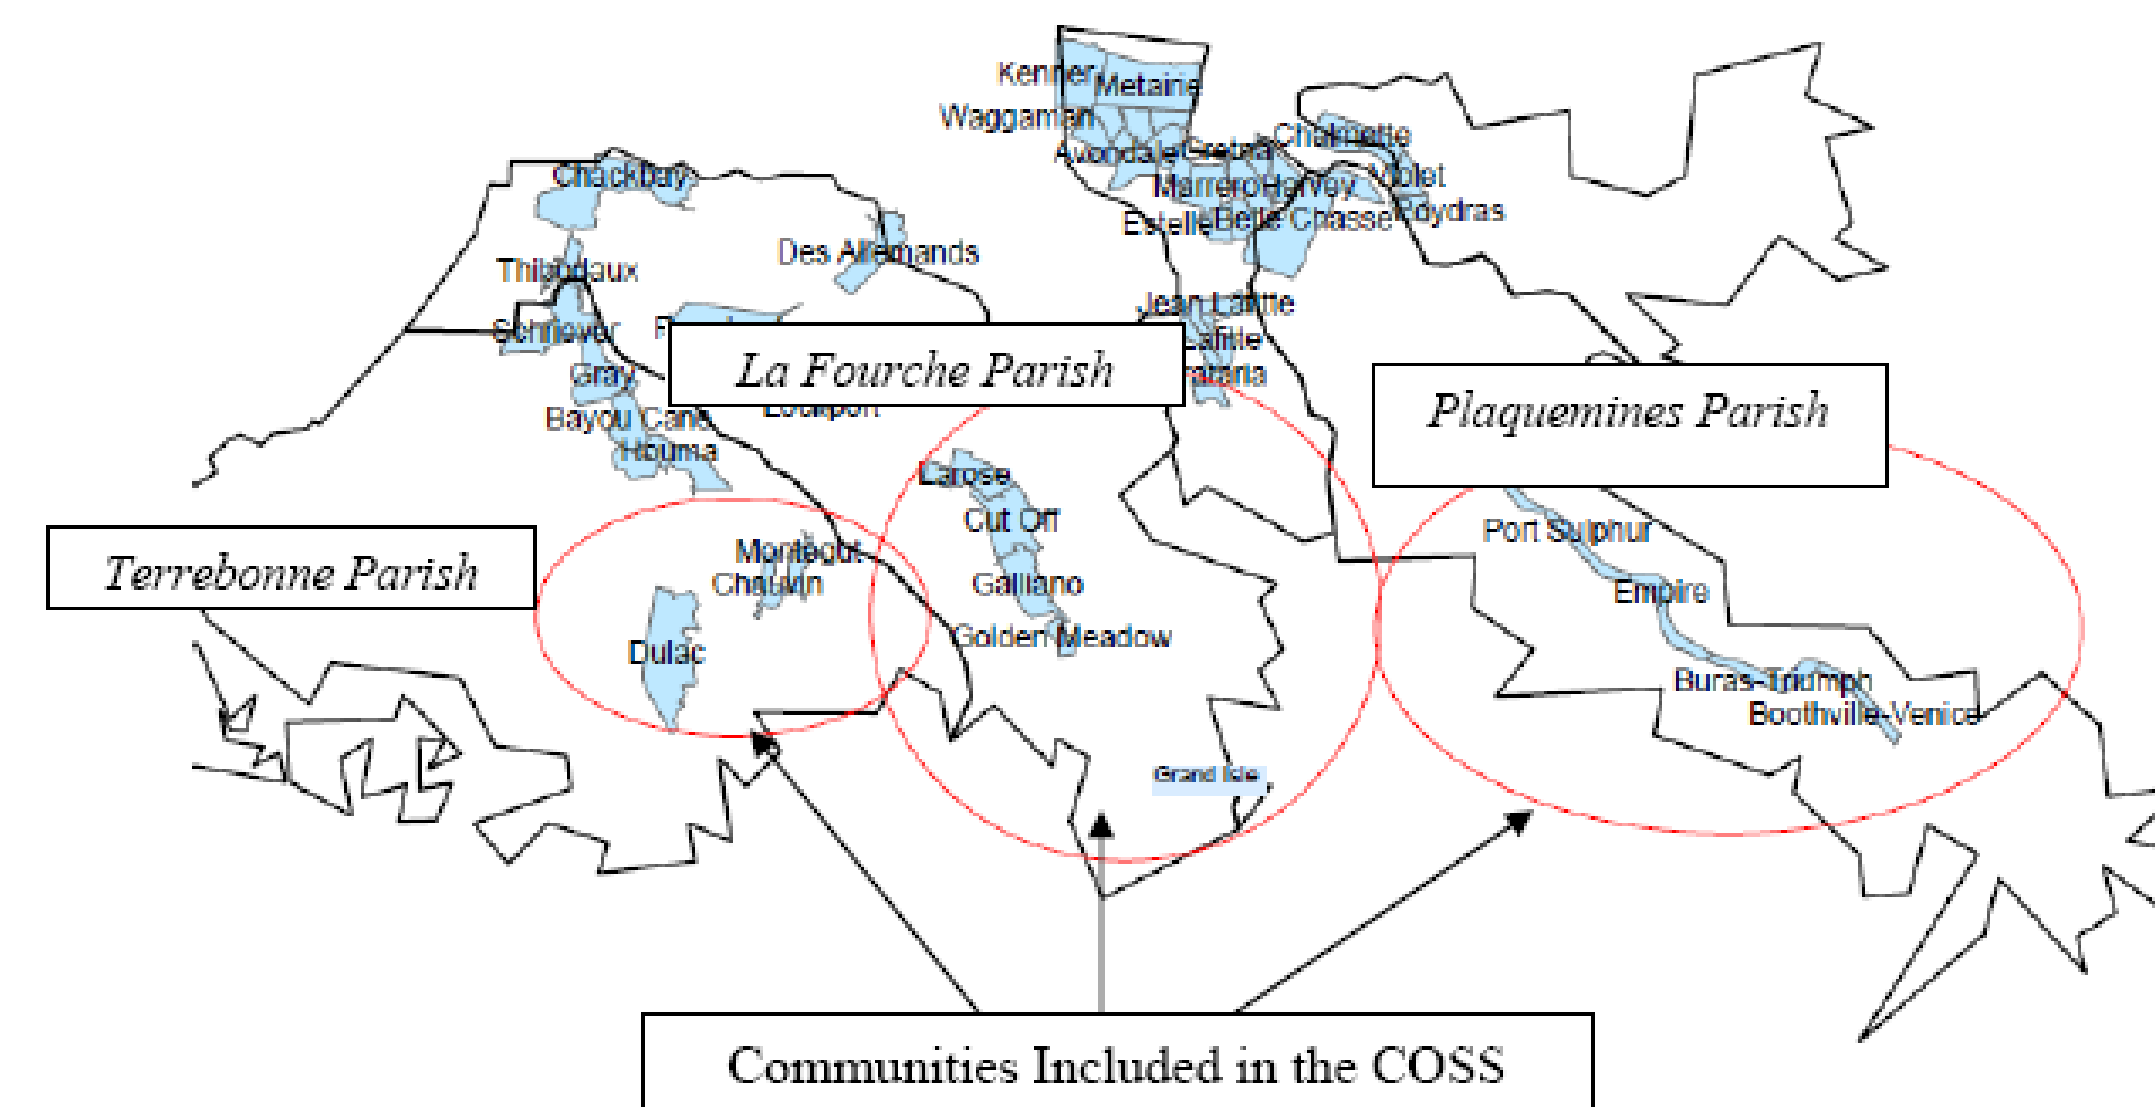 Kenner
Metairie
Waggaman
Chalmette
Avondale
Gretna
Chackbay
Marrero
Harvey
Violet
Estelle
Belle Chasse
Poydras
Des Allemands
Thibodaux
Jean Lafitte
Schriever
Lafitte
La Fourche Parish
Gray
Plaquemines Parish
Lockport
Bayou Cane
Houma
Larose
Cut Off
Port Sulphur
Montegut
Terrebonne Parish
Chauvin
Galliano
Empire
Golden Meadow
Dulac
Buras-Triumph
Boothville-Venice
Grand Isle
Communities Included in the COSS